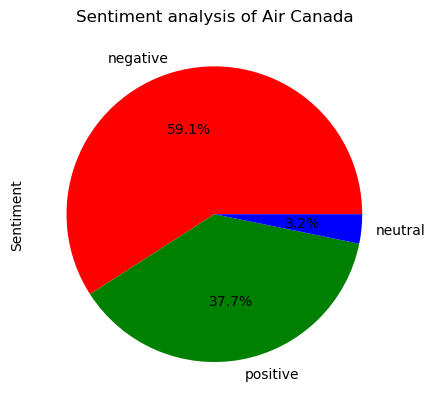 Sentiment analysis of Air Canada
negative
59.1%
Sentiment
3.2%
neutral
37.7%
positive